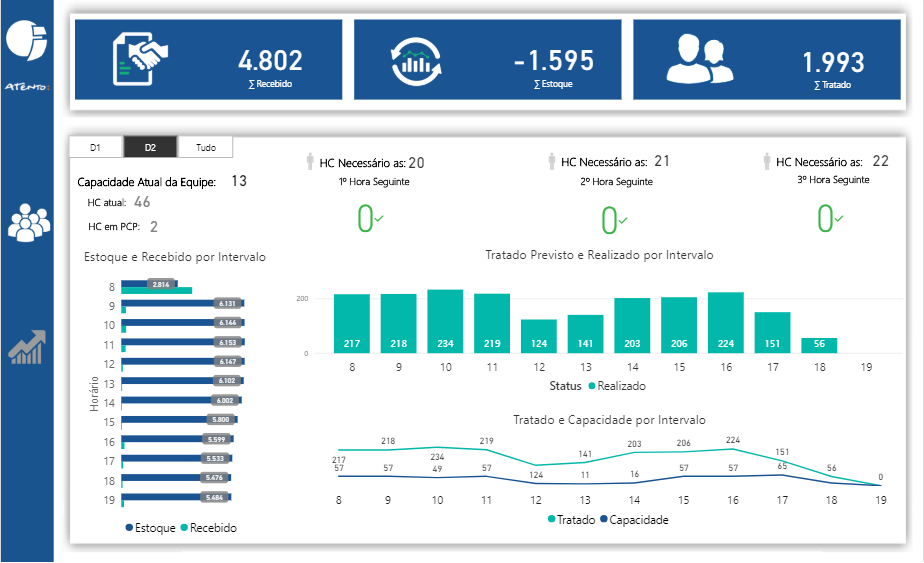 ATENTO
4.802
∑ Recebido
-1.595
∑ Estoque
1.993
∑ Tratado
D1
D2
Tudo
Capacidade Atual da Equipe: 13
HC atual: 46
HC em PCP: 2
HC Necessário as: 20
1º Hora Seguinte
0
HC Necessário as: 21
2º Hora Seguinte
0
HC Necessário as: 22
3º Hora Seguinte
0
Estoque e Recebido por Intervalo
Horário
8 2.814
9 6.131
10 6.144
11 6.153
12 6.147
13 6.102
14 6.002
15 5.800
16 5.599
17 5.533
18 5.476
19 5.484
Estoque Recebido
Tratado Previsto e Realizado por Intervalo
200
0
217 218 234 219 124 141 203 206 224 151 56
8 9 10 11 12 13 14 15 16 17 18 19
Status Realizado
Tratado e Capacidade por Intervalo
217 218 234 219 124 141 203 206 224 151 56 0
57 57 49 57 11 16 57 57 65
8 9 10 11 12 13 14 15 16 17 18 19
Tratado Capacidade